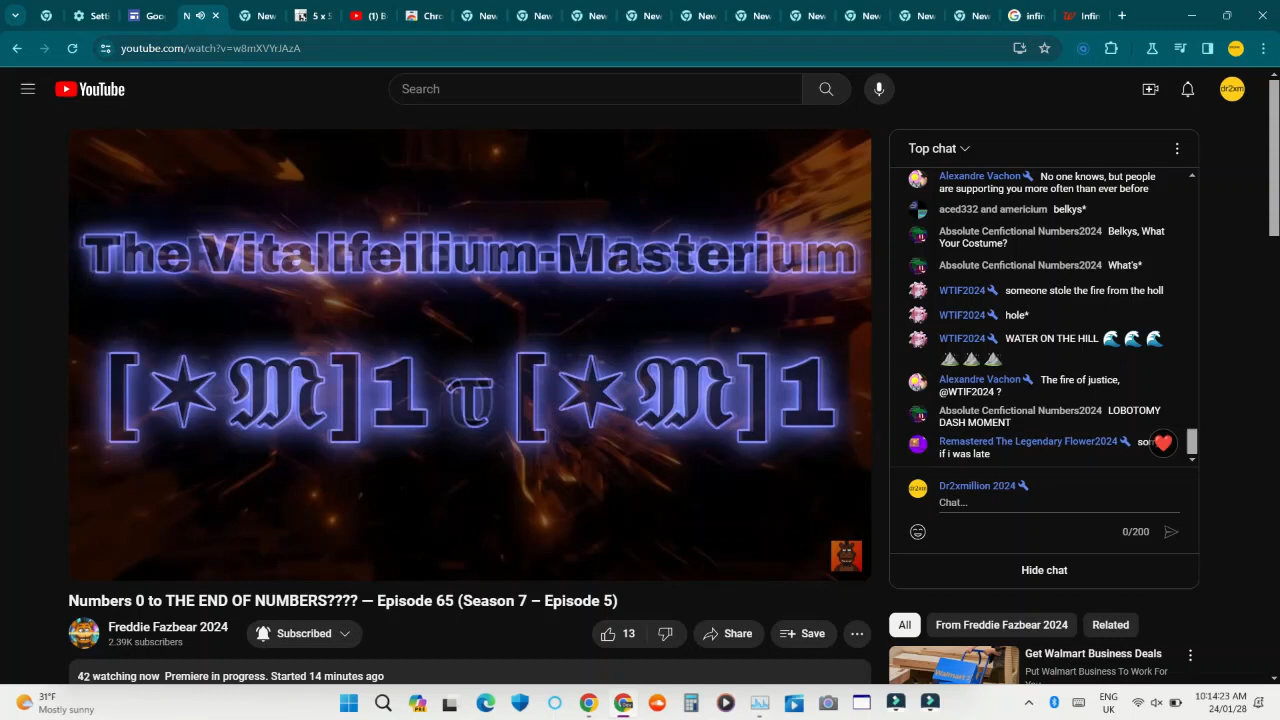 Setti
Goo
N
New
5 x 5
(1) B
Chro
New
New
New
New
New
New
New
New
New
New
infin
Infin
youtube.com/watch?v=w8mXVYrJAzA
YouTube
Search
dr2xm
The Vitalifeilium-Masterium
[✶𝔐]1 τ [✶𝔐]1
Top chat
Alexandre Vachon No one knows, but people
are supporting you more often than ever before
aced332 and americium belkys*
Absolute Cenfictional Numbers2024 Belkys, What
Your Costume?
Absolute Cenfictional Numbers2024 What's*
WTIF2024 someone stole the fire from the holl
WTIF2024 hole*
WTIF2024 WATER ON THE HILL 🌊 🌊 🌊
⛰️ ⛰️ ⛰️
Alexandre Vachon The fire of justice,
@WTIF2024 ?
Absolute Cenfictional Numbers2024 LOBOTOMY
DASH MOMENT
Remastered The Legendary Flower2024
if i was late
Dr2xmillion 2024
Chat...
0/200
Hide chat
Numbers 0 to THE END OF NUMBERS???? — Episode 65 (Season 7 – Episode 5)
Freddie Fazbear 2024
2.39K subscribers
Subscribed
13
Share
Save
42 watching now Premiere in progress. Started 14 minutes ago
All
From Freddie Fazbear 2024
Related
Get Walmart Business Deals
Put Walmart Business To Work For
31°F
Mostly sunny
ENG
UK
10:14:23 AM
24/01/28